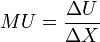 MU = ΔU / ΔX